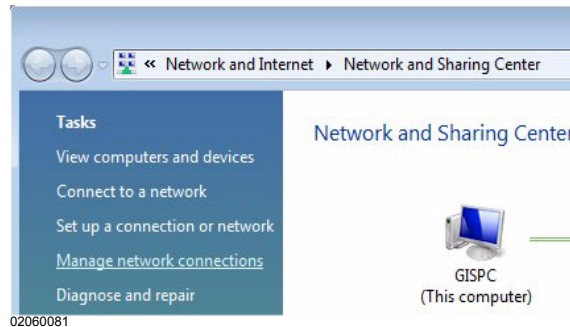 « Network and Internet ▸ Network and Sharing Center
Tasks
View computers and devices
Connect to a network
Set up a connection or network
Manage network connections
Diagnose and repair
Network and Sharing Center
GISPC
(This computer)
02060081